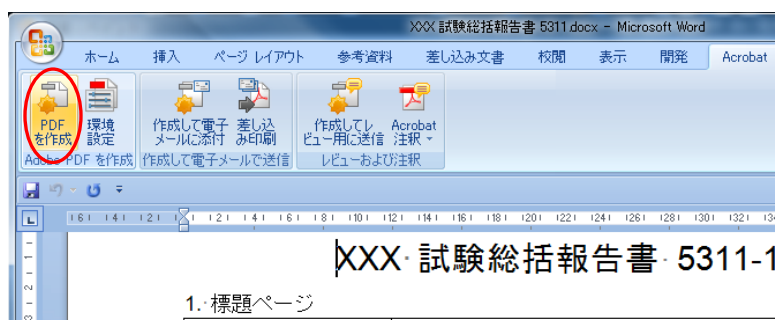 XXX 試験総括報告書 5311.docx - Microsoft Word
ホーム 挿入 ページ レイアウト 参考資料 差し込み文書 校閲 表示 開発 Acrobat
PDF 環境 作成して電子 差し込 作成してレ Acrobat
を作成 設定 メールに添付 み印刷 ビュー用に送信 注釈
Adobe PDF を作成 作成して電子メールで送信 レビューおよび注釈
XXX 試験総括報告書 5311-1
1. 標題ページ